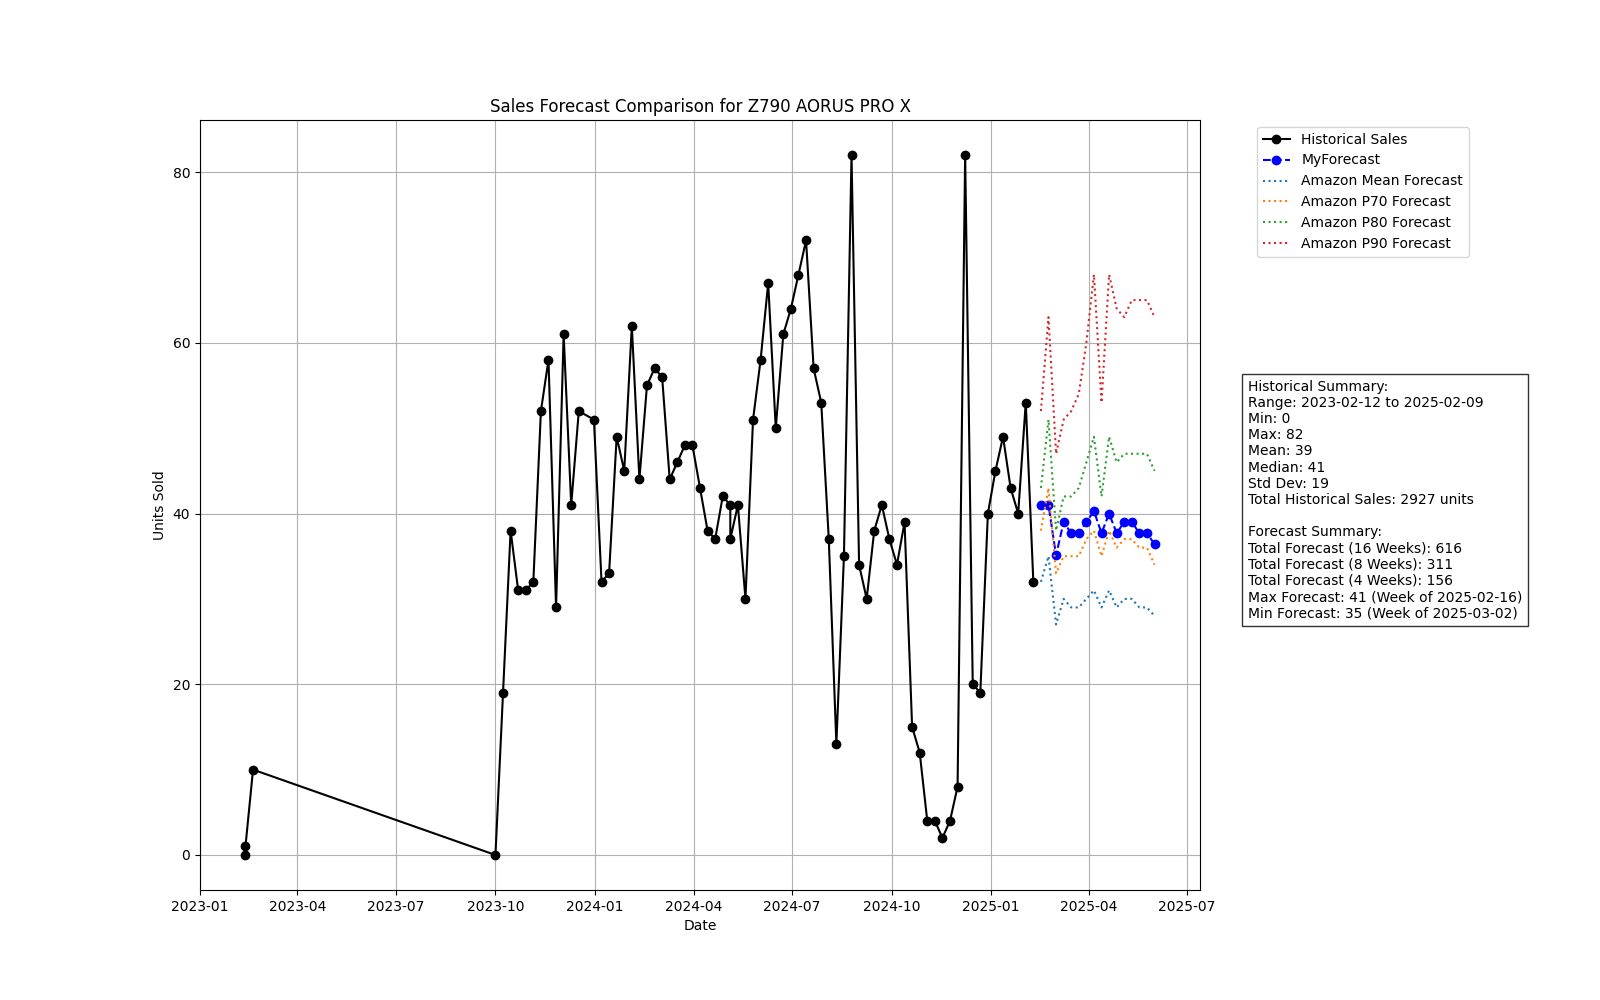 Sales Forecast Comparison for Z790 AORUS PRO X
Units Sold
80
60
40
20
0
2023-01
2023-04
2023-07
2023-10
2024-01
2024-04
2024-07
2024-10
2025-01
2025-04
2025-07
Date
Historical Sales
MyForecast
Amazon Mean Forecast
Amazon P70 Forecast
Amazon P80 Forecast
Amazon P90 Forecast
Historical Summary:
Range: 2023-02-12 to 2025-02-09
Min: 0
Max: 82
Mean: 39
Median: 41
Std Dev: 19
Total Historical Sales: 2927 units
Forecast Summary:
Total Forecast (16 Weeks): 616
Total Forecast (8 Weeks): 311
Total Forecast (4 Weeks): 156
Max Forecast: 41 (Week of 2025-02-16)
Min Forecast: 35 (Week of 2025-03-02)